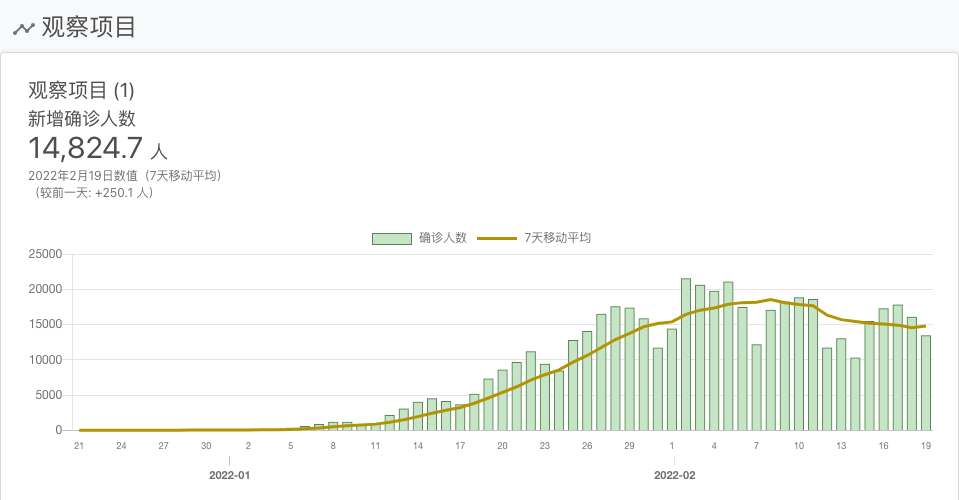 观察项目
观察项目 (1)
新增确诊人数
14,824.7 人
2022年2月19日数值（7天移动平均）
（较前一天: +250.1 人）
确诊人数 7天移动平均
25000
20000
15000
10000
5000
0
21 24 27 30 2 5 8 11 14 17 20 23 26 29 1 4 7 10 13 16 19
2022-01 2022-02